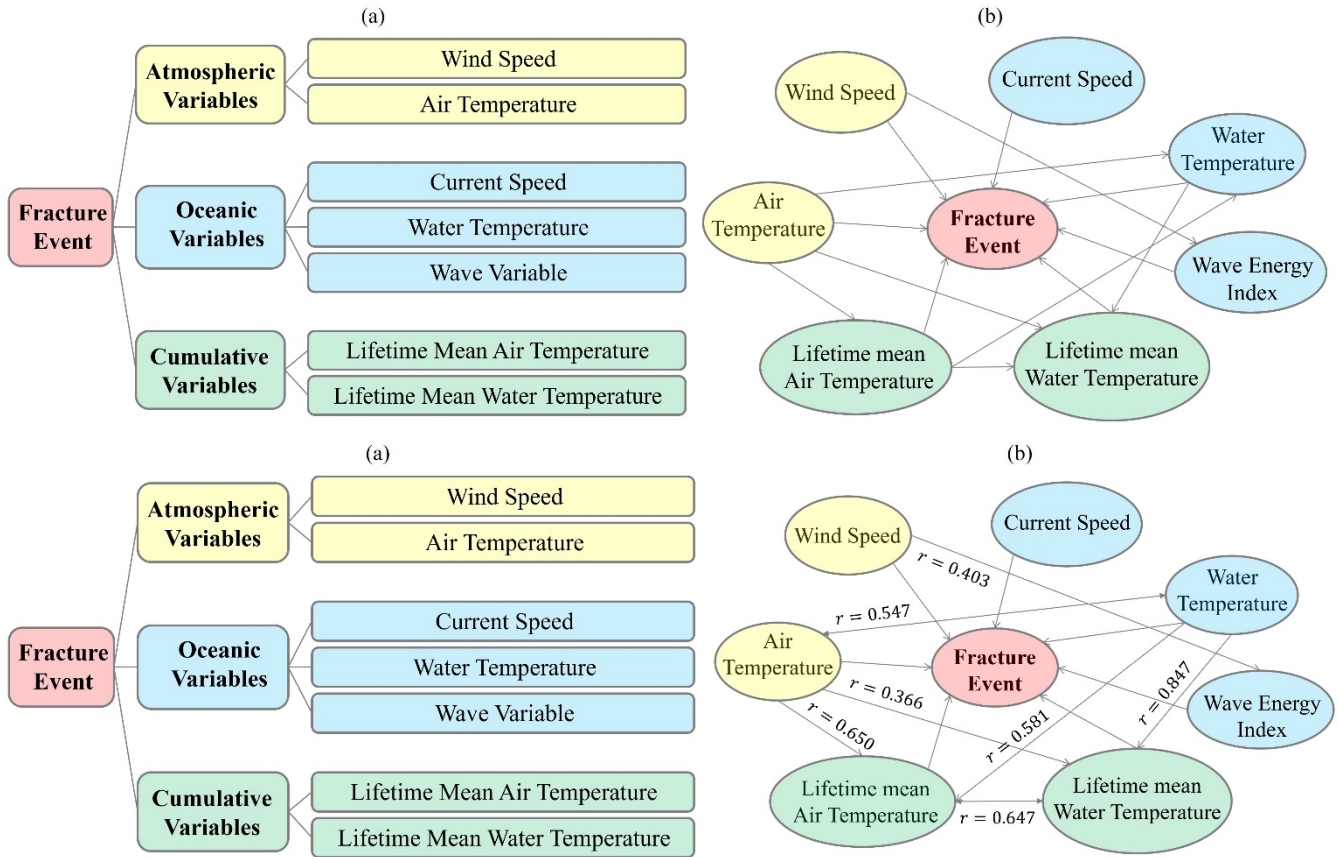 (a)
Fracture
Event
Atmospheric
Variables
Wind Speed
Air Temperature
Oceanic
Variables
Current Speed
Water Temperature
Wave Variable
Cumulative
Variables
Lifetime Mean Air Temperature
Lifetime Mean Water Temperature
(b)
Wind Speed
Current Speed
Water
Temperature
Air
Temperature
Fracture
Event
Wave Energy
Index
Lifetime mean
Air Temperature
Lifetime mean
Water Temperature
(a)
Fracture
Event
Atmospheric
Variables
Wind Speed
Air Temperature
Oceanic
Variables
Current Speed
Water Temperature
Wave Variable
Cumulative
Variables
Lifetime Mean Air Temperature
Lifetime Mean Water Temperature
(b)
Wind Speed
Current Speed
r = 0.403
Water
Temperature
r = 0.547
Air
Temperature
Fracture
Event
r = 0.366
r = 0.847
Wave Energy
Index
r = 0.650
r = 0.581
Lifetime mean
Air Temperature
Lifetime mean
Water Temperature
r = 0.647